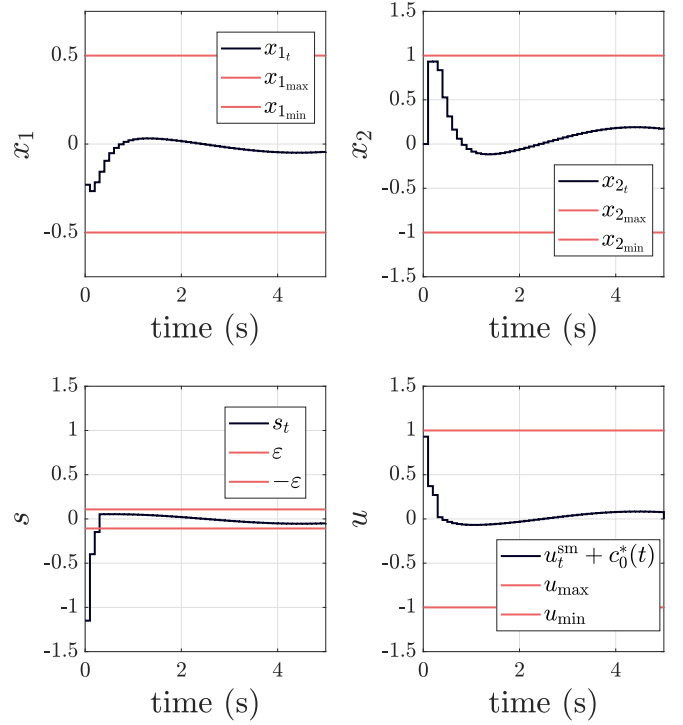 0.5
0
-0.5
x₁
x_{1_t}
x_{1_max}
x_{1_min}
0 2 4
time (s)
1.5
1
0.5
0
-0.5
-1
-1.5
x₂
x_{2_t}
x_{2_max}
x_{2_min}
0 2 4
time (s)
1.5
1
0.5
0
-0.5
-1
-1.5
s
s_t
ε
−ε
0 2 4
time (s)
1.5
1
0.5
0
-0.5
-1
-1.5
u
u_t^{sm} + c_0^*(t)
u_max
u_min
0 2 4
time (s)